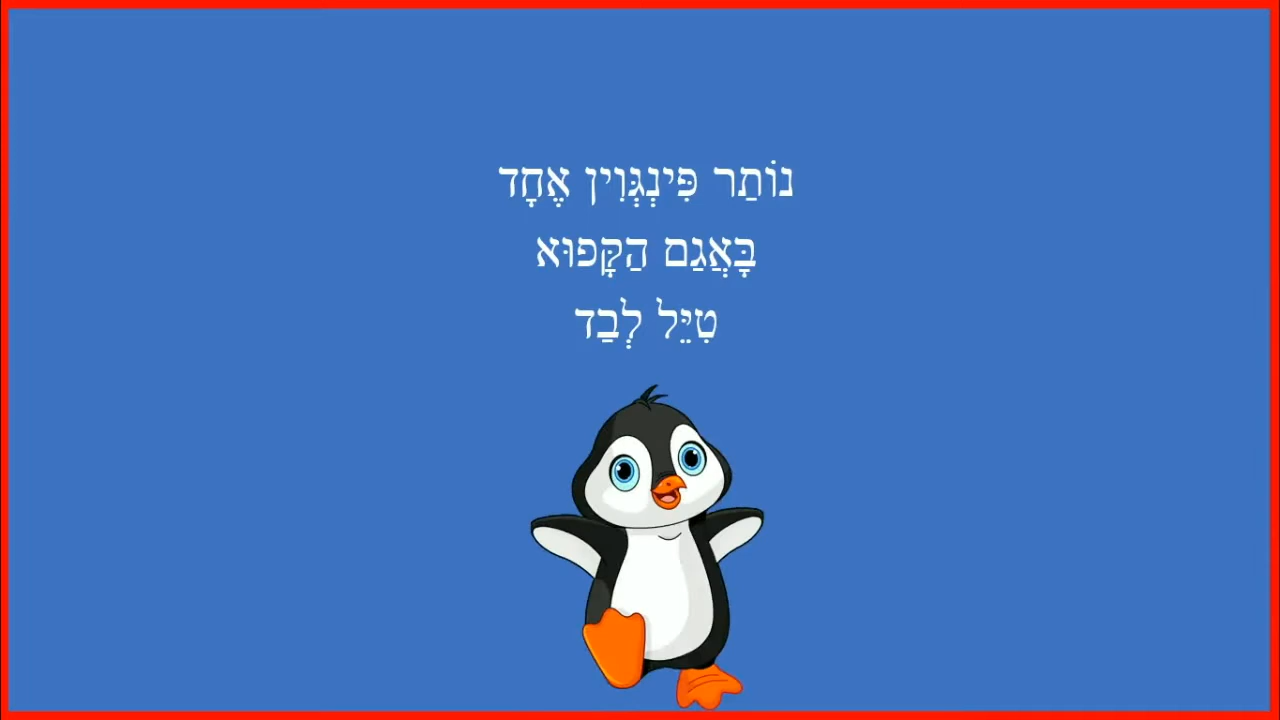 נוֹתַר פִּינְגְּוִין אֶחָד
בָּאֲגַם הַקָּפוּא
טִיֵּל לְבַד